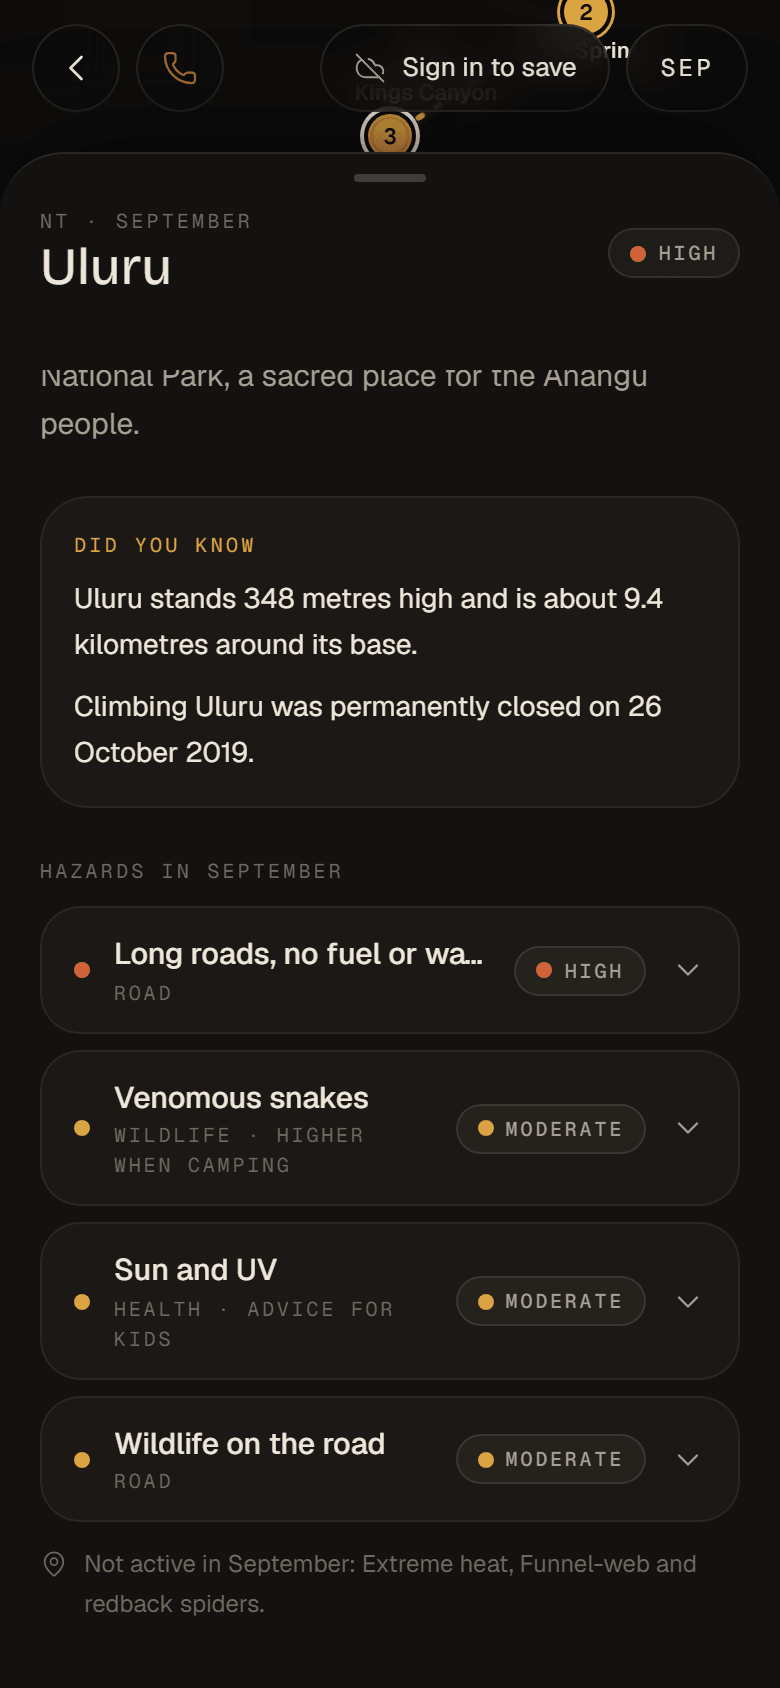 2
Sign in to save
Sprin
SEP
Kings Canyon
3
NT · SEPTEMBER
Uluru
HIGH
National Park, a sacred place for the Anangu
people.
DID YOU KNOW
Uluru stands 348 metres high and is about 9.4
kilometres around its base.
Climbing Uluru was permanently closed on 26
October 2019.
HAZARDS IN SEPTEMBER
Long roads, no fuel or wa...
HIGH
ROAD
Venomous snakes
WILDLIFE · HIGHER
WHEN CAMPING
MODERATE
Sun and UV
HEALTH · ADVICE FOR
KIDS
MODERATE
Wildlife on the road
ROAD
MODERATE
Not active in September: Extreme heat, Funnel-web and
redback spiders.